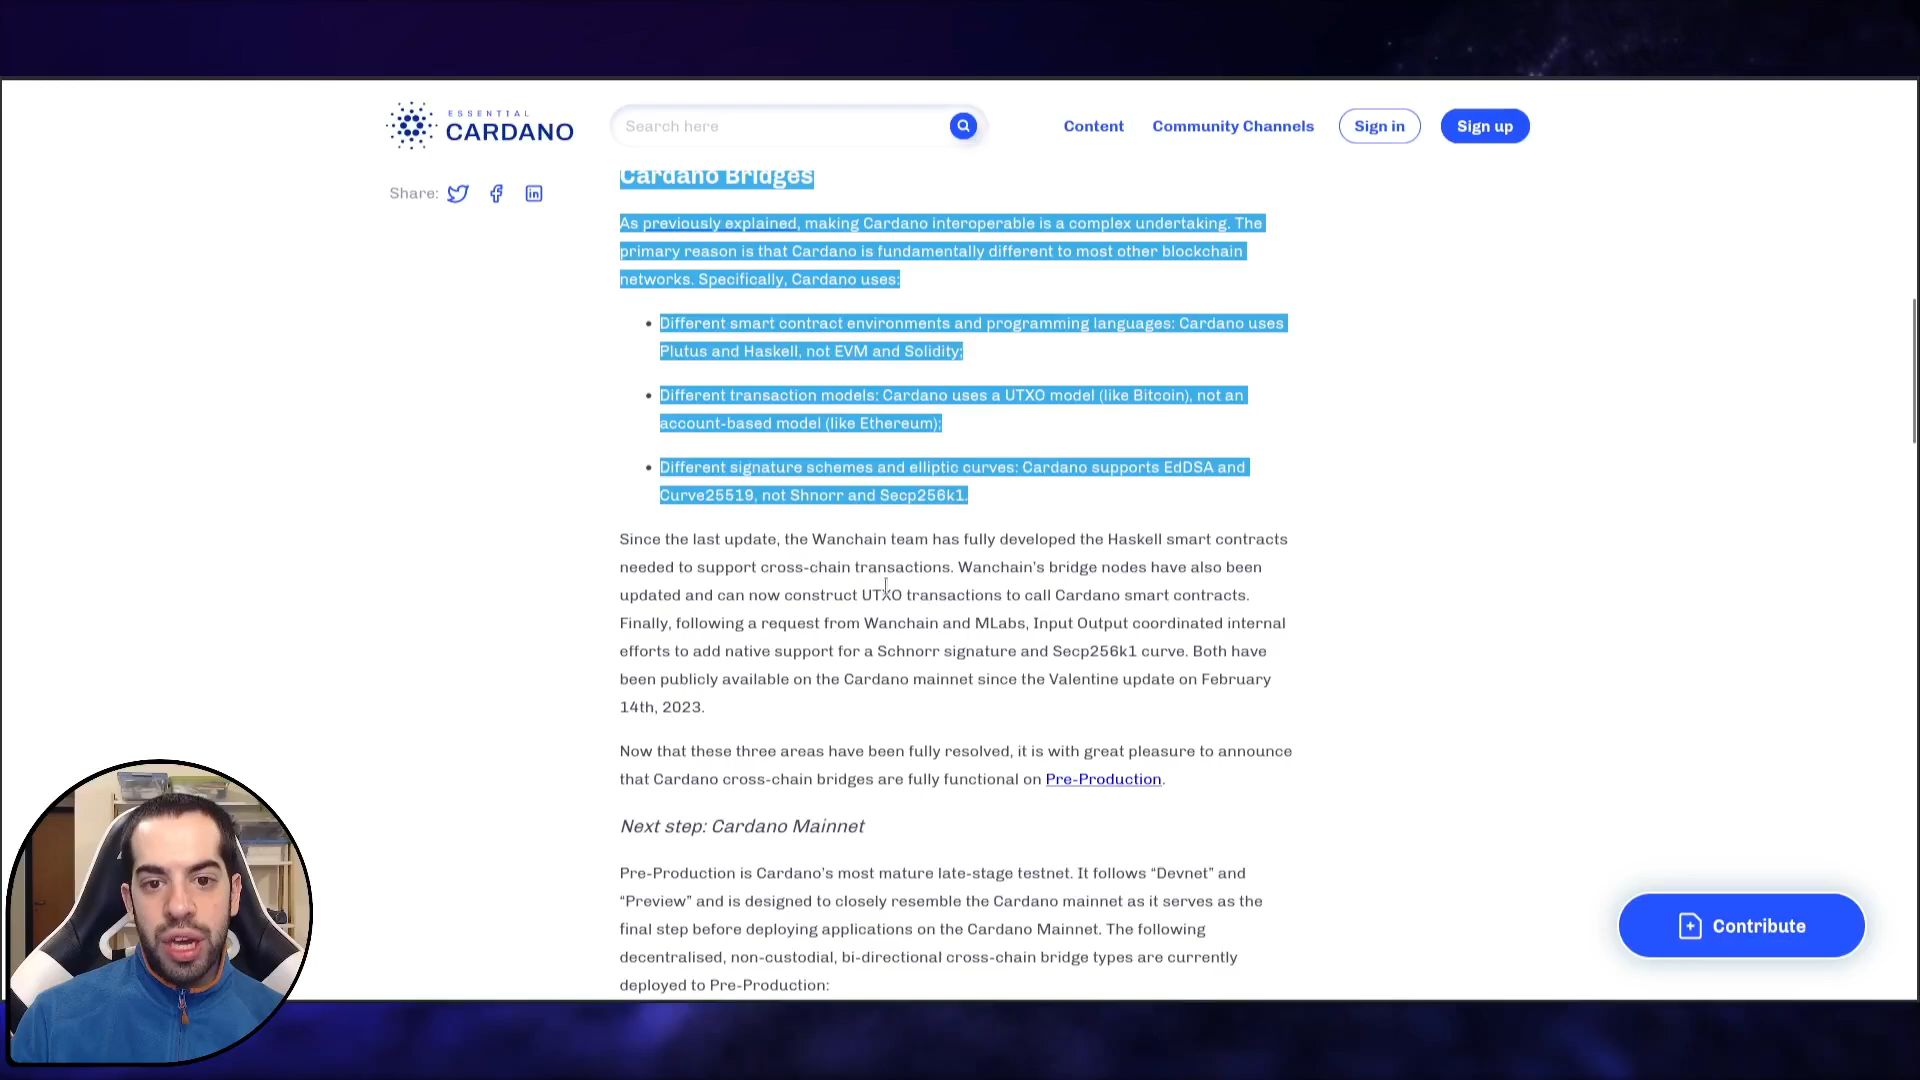 ESSENTIAL
CARDANO
Search here
Content
Community Channels
Sign in
Sign up
Share:
Cardano Bridges
As previously explained, making Cardano interoperable is a complex undertaking. The
primary reason is that Cardano is fundamentally different to most other blockchain
networks. Specifically, Cardano uses:
• Different smart contract environments and programming languages: Cardano uses
Plutus and Haskell, not EVM and Solidity;
• Different transaction models: Cardano uses a UTXO model (like Bitcoin), not an
account-based model (like Ethereum);
• Different signature schemes and elliptic curves: Cardano supports EdDSA and
Curve25519, not Shnorr and Secp256k1.
Since the last update, the Wanchain team has fully developed the Haskell smart contracts
needed to support cross-chain transactions. Wanchain's bridge nodes have also been
updated and can now construct UTXO transactions to call Cardano smart contracts.
Finally, following a request from Wanchain and MLabs, Input Output coordinated internal
efforts to add native support for a Schnorr signature and Secp256k1 curve. Both have
been publicly available on the Cardano mainnet since the Valentine update on February
14th, 2023.
Now that these three areas have been fully resolved, it is with great pleasure to announce
that Cardano cross-chain bridges are fully functional on Pre-Production.
Next step: Cardano Mainnet
Pre-Production is Cardano's most mature late-stage testnet. It follows “Devnet” and
“Preview” and is designed to closely resemble the Cardano mainnet as it serves as the
final step before deploying applications on the Cardano Mainnet. The following
decentralised, non-custodial, bi-directional cross-chain bridge types are currently
deployed to Pre-Production:
Contribute